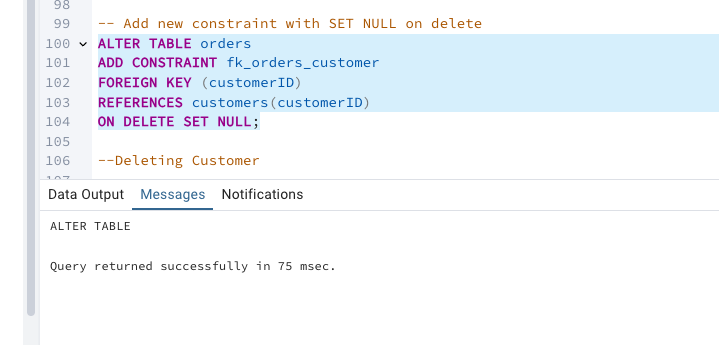 98
99 -- Add new constraint with SET NULL on delete
100 ALTER TABLE orders
101 ADD CONSTRAINT fk_orders_customer
102 FOREIGN KEY (customerID)
103 REFERENCES customers(customerID)
104 ON DELETE SET NULL;
105
106 --Deleting Customer
107
Data Output Messages Notifications
ALTER TABLE
Query returned successfully in 75 msec.